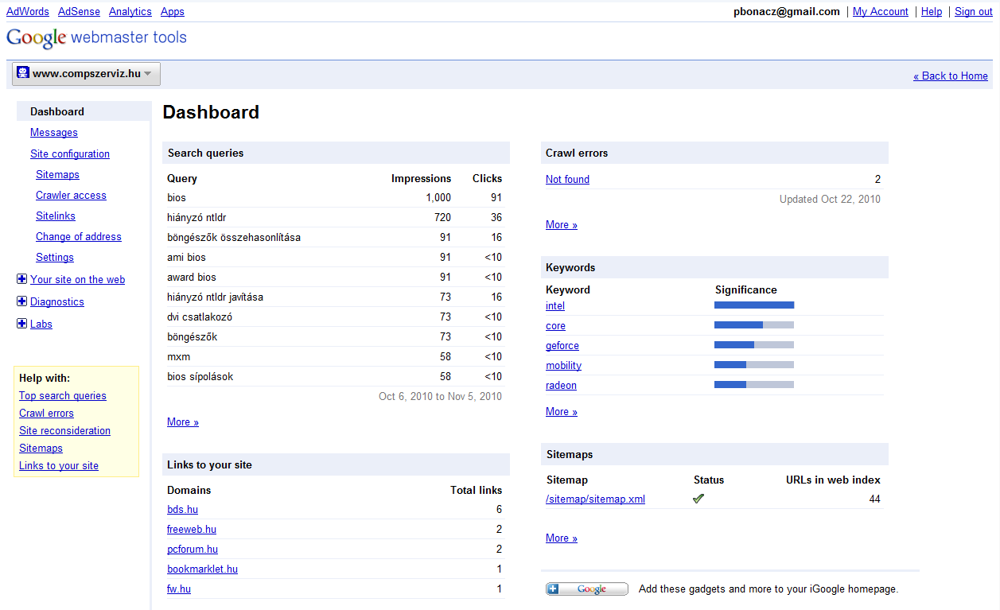 AdWords AdSense Analytics Apps pbonacz@gmail.com | My Account | Help | Sign out
Google webmaster tools
www.compszerviz.hu
« Back to Home
Dashboard
Messages
Site configuration
Sitemaps
Crawler access
Sitelinks
Change of address
Settings
Your site on the web
Diagnostics
Labs
Help with:
Top search queries
Crawl errors
Site reconsideration
Sitemaps
Links to your site
Dashboard
Search queries
Query Impressions Clicks
bios 1,000 91
hiányzó ntldr 720 36
böngészők összehasonlítása 91 16
ami bios 91 <10
award bios 91 <10
hiányzó ntldr javítása 73 16
dvi csatlakozó 73 <10
böngészők 73 <10
mxm 58 <10
bios sípolások 58 <10
Oct 6, 2010 to Nov 5, 2010
More »
Links to your site
Domains Total links
bds.hu 6
freeweb.hu 2
pcforum.hu 2
bookmarklet.hu 1
fw.hu 1
Crawl errors
Not found 2
Updated Oct 22, 2010
More »
Keywords
Keyword Significance
intel
core
geforce
mobility
radeon
More »
Sitemaps
Sitemap Status URLs in web index
/sitemap/sitemap.xml 44
More »
Google Add these gadgets and more to your iGoogle homepage.